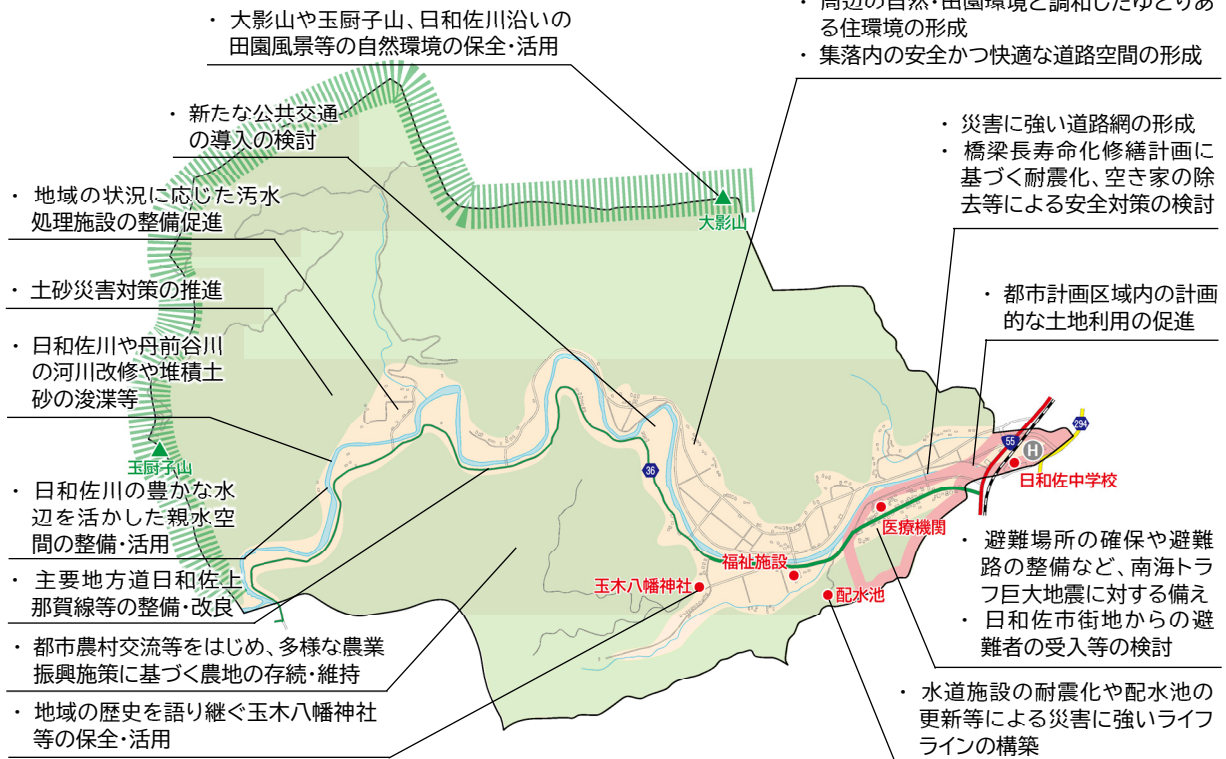 ・ 大影山や玉厨子山、日和佐川沿いの
田園風景等の自然環境の保全・活用
・ 周辺の自然・田園環境と調和したゆとりあ
る住環境の形成
・ 集落内の安全かつ快適な道路空間の形成
・ 新たな公共交通
の導入の検討
・ 災害に強い道路網の形成
・ 橋梁長寿命化修繕計画に
基づく耐震化、空き家の除
去等による安全対策の検討
・ 地域の状況に応じた汚水
処理施設の整備促進
大影山
・ 土砂災害対策の推進
・ 都市計画区域内の計画
的な土地利用の促進
・ 日和佐川や丹前谷川
の河川改修や堆積土
砂の浚渫等
294
55
H
玉厨子山
36
日和佐中学校
・ 日和佐川の豊かな水
辺を活かした親水空
間の整備・活用
医療機関
福祉施設
玉木八幡神社
配水池
・ 避難場所の確保や避難
路の整備など、南海トラ
フ巨大地震に対する備え
・ 日和佐市街地からの避
難者の受入等の検討
・ 主要地方道日和佐上
那賀線等の整備・改良
・ 都市農村交流等をはじめ、多様な農業
振興施策に基づく農地の存続・維持
・ 地域の歴史を語り継ぐ玉木八幡神社
等の保全・活用
・ 水道施設の耐震化や配水池の
更新等による災害に強いライフ
ラインの構築